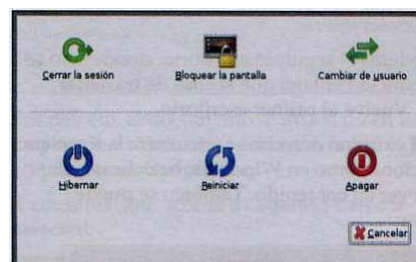 Cerrar la sesión
Bloquear la pantalla
Cambiar de usuario
Hibernar
Reiniciar
Apagar
Cancelar